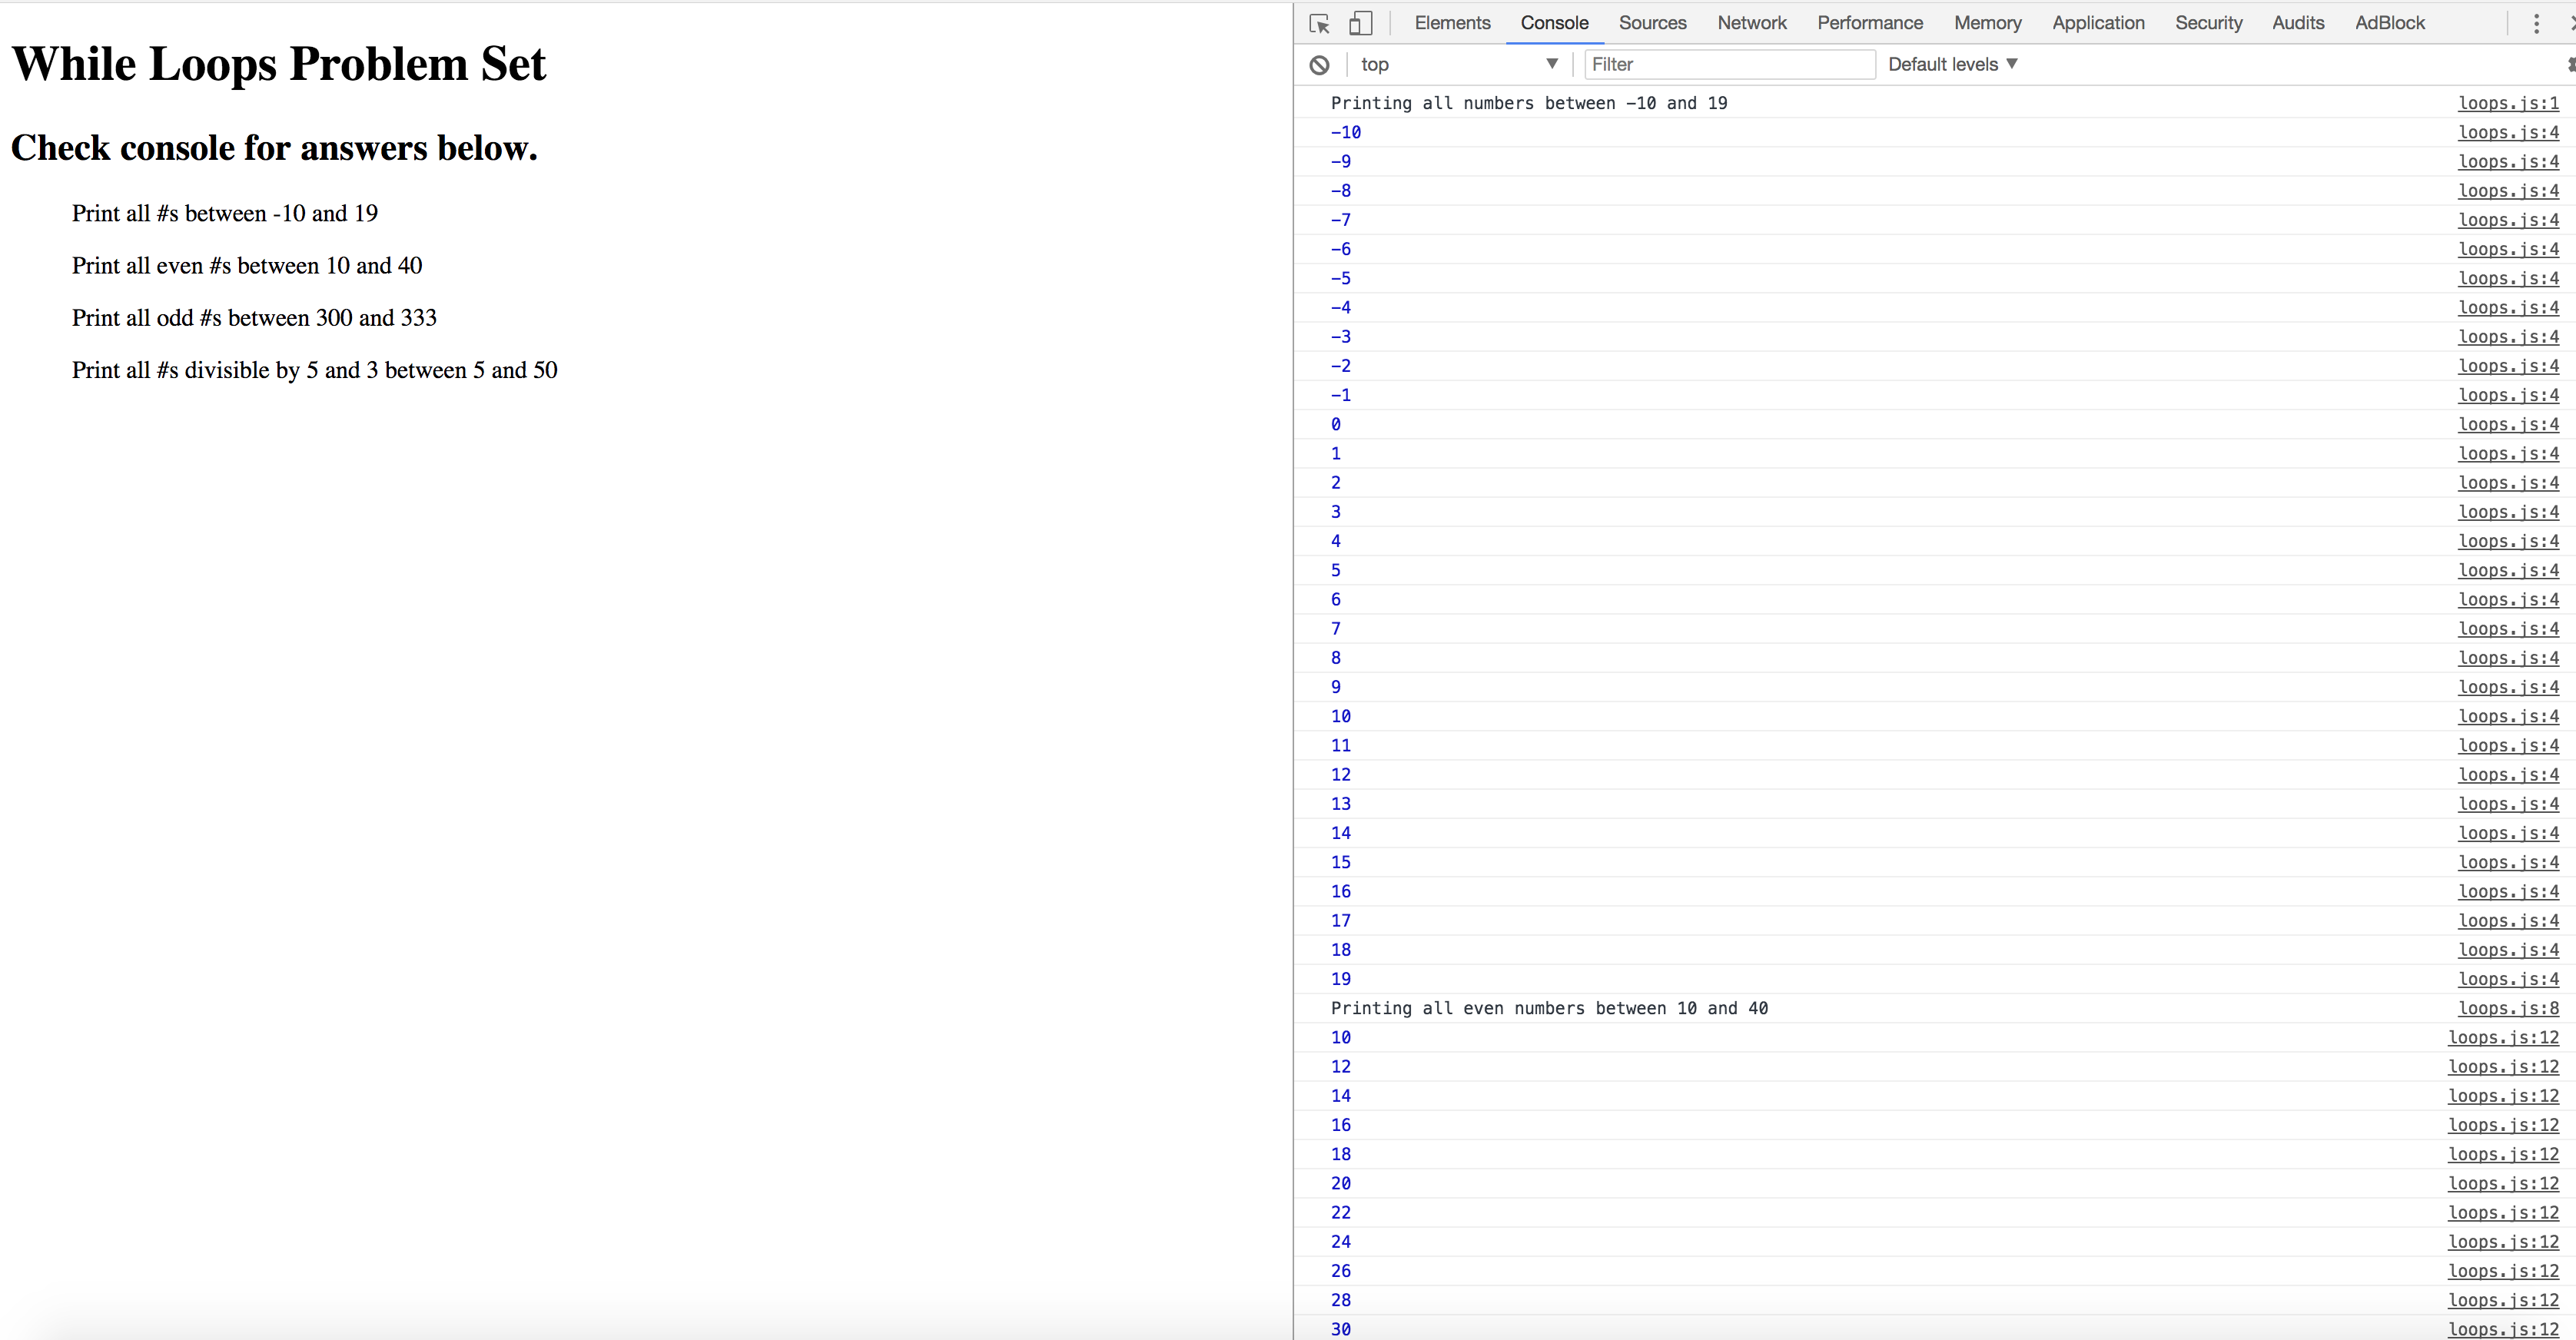 While Loops Problem Set
Check console for answers below.
Print all #s between -10 and 19
Print all even #s between 10 and 40
Print all odd #s between 300 and 333
Print all #s divisible by 5 and 3 between 5 and 50
Elements Console Sources Network Performance Memory Application Security Audits AdBlock
top Filter Default levels
Printing all numbers between -10 and 19 loops.js:1
-10 loops.js:4
-9 loops.js:4
-8 loops.js:4
-7 loops.js:4
-6 loops.js:4
-5 loops.js:4
-4 loops.js:4
-3 loops.js:4
-2 loops.js:4
-1 loops.js:4
0 loops.js:4
1 loops.js:4
2 loops.js:4
3 loops.js:4
4 loops.js:4
5 loops.js:4
6 loops.js:4
7 loops.js:4
8 loops.js:4
9 loops.js:4
10 loops.js:4
11 loops.js:4
12 loops.js:4
13 loops.js:4
14 loops.js:4
15 loops.js:4
16 loops.js:4
17 loops.js:4
18 loops.js:4
19 loops.js:4
Printing all even numbers between 10 and 40 loops.js:8
10 loops.js:12
12 loops.js:12
14 loops.js:12
16 loops.js:12
18 loops.js:12
20 loops.js:12
22 loops.js:12
24 loops.js:12
26 loops.js:12
28 loops.js:12
30 loops.js:12